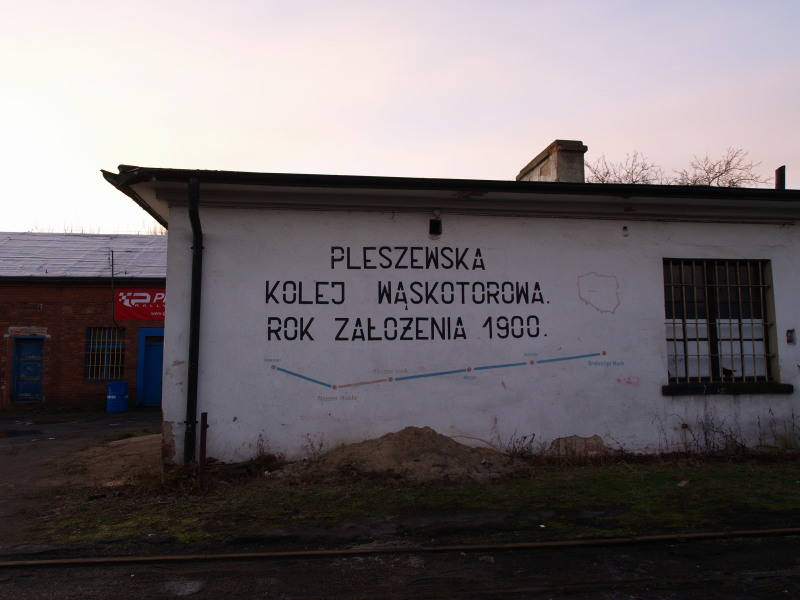 PLESZEWSKA
KOLEJ WĄSKOTOROWA.
ROK ZAŁOŻENIA 1900.